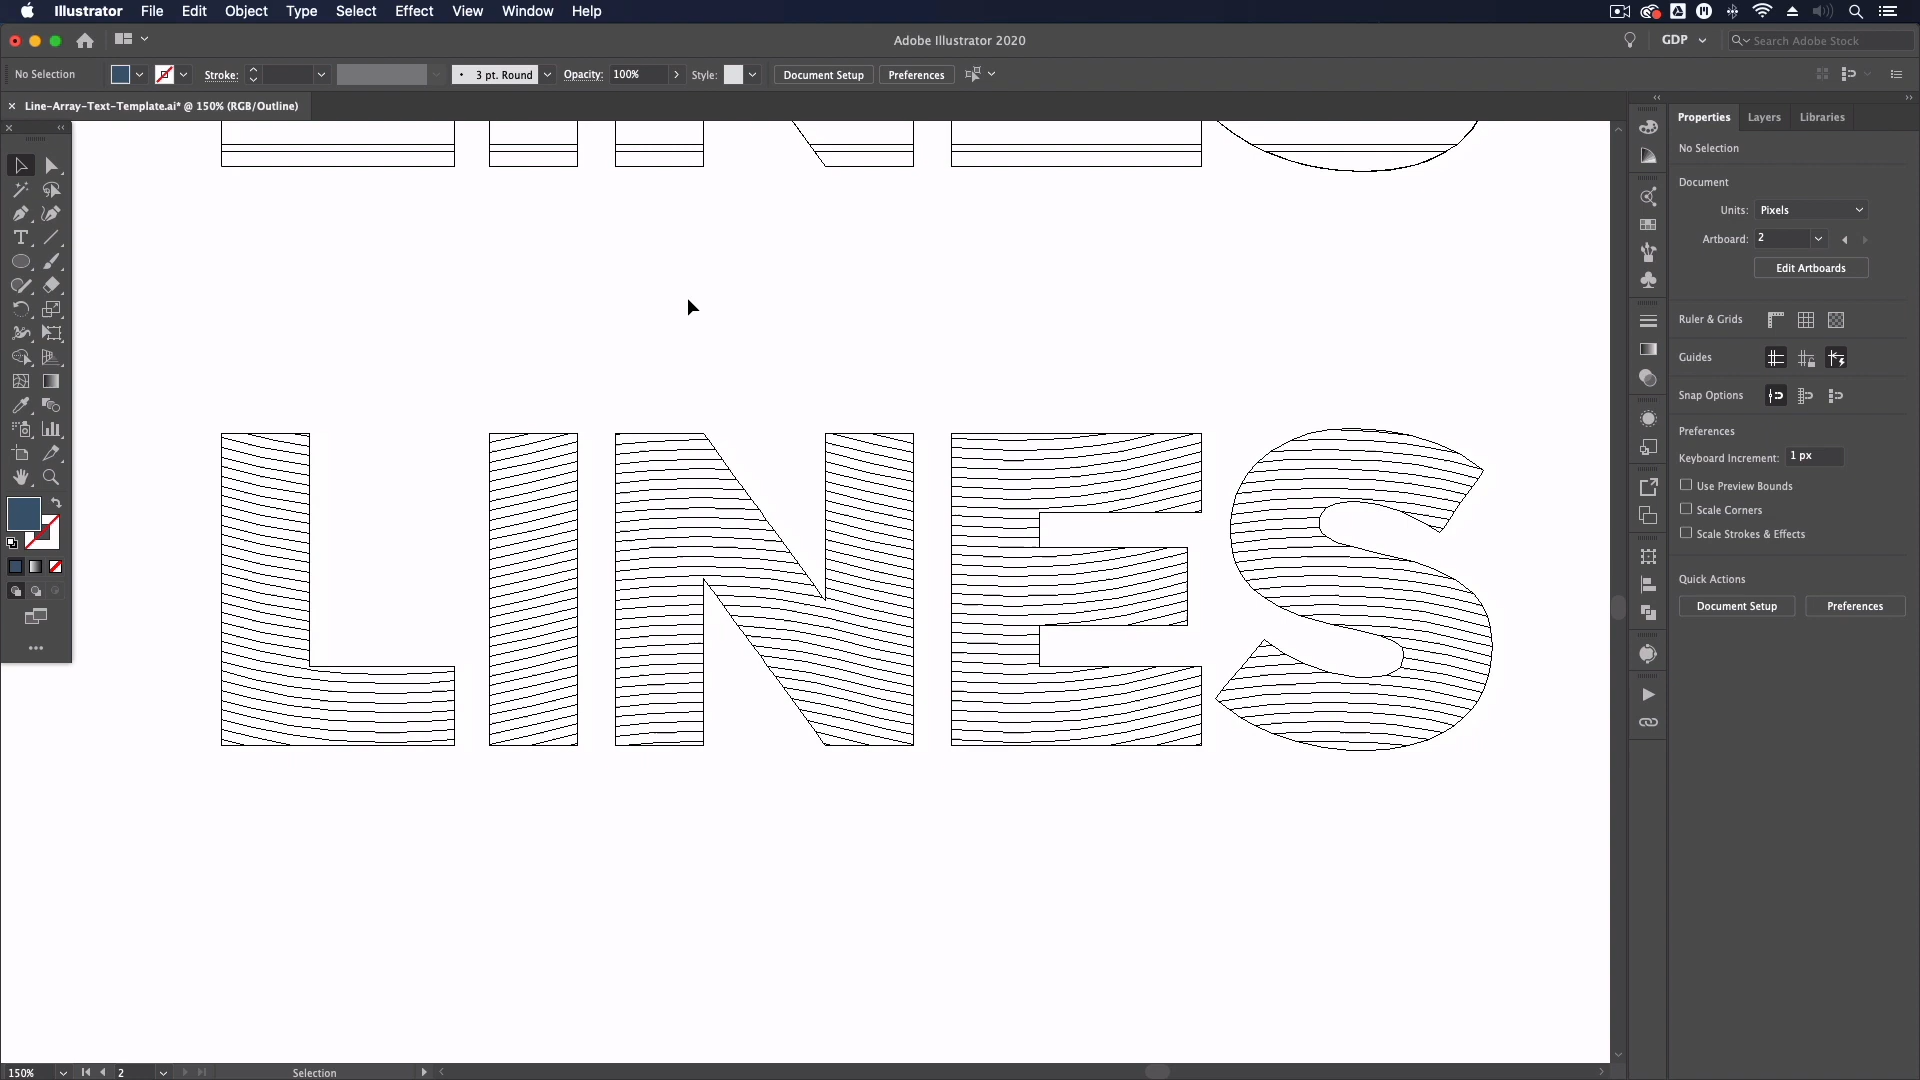 Illustrator File Edit Object Type Select Effect View Window Help
Adobe Illustrator 2020
GDP
Search Adobe Stock
No Selection
Stroke:
3 pt. Round
Opacity: 100%
Style:
Document Setup
Preferences
× Line-Array-Text-Template.ai* @ 150% (RGB/Outline)
Properties Layers Libraries
No Selection
Document
Units: Pixels
Artboard: 2
Edit Artboards
Ruler & Grids
Guides
Snap Options
Preferences
Keyboard Increment: 1 px
Use Preview Bounds
Scale Corners
Scale Strokes & Effects
Quick Actions
Document Setup Preferences
LINES
150% 2 Selection